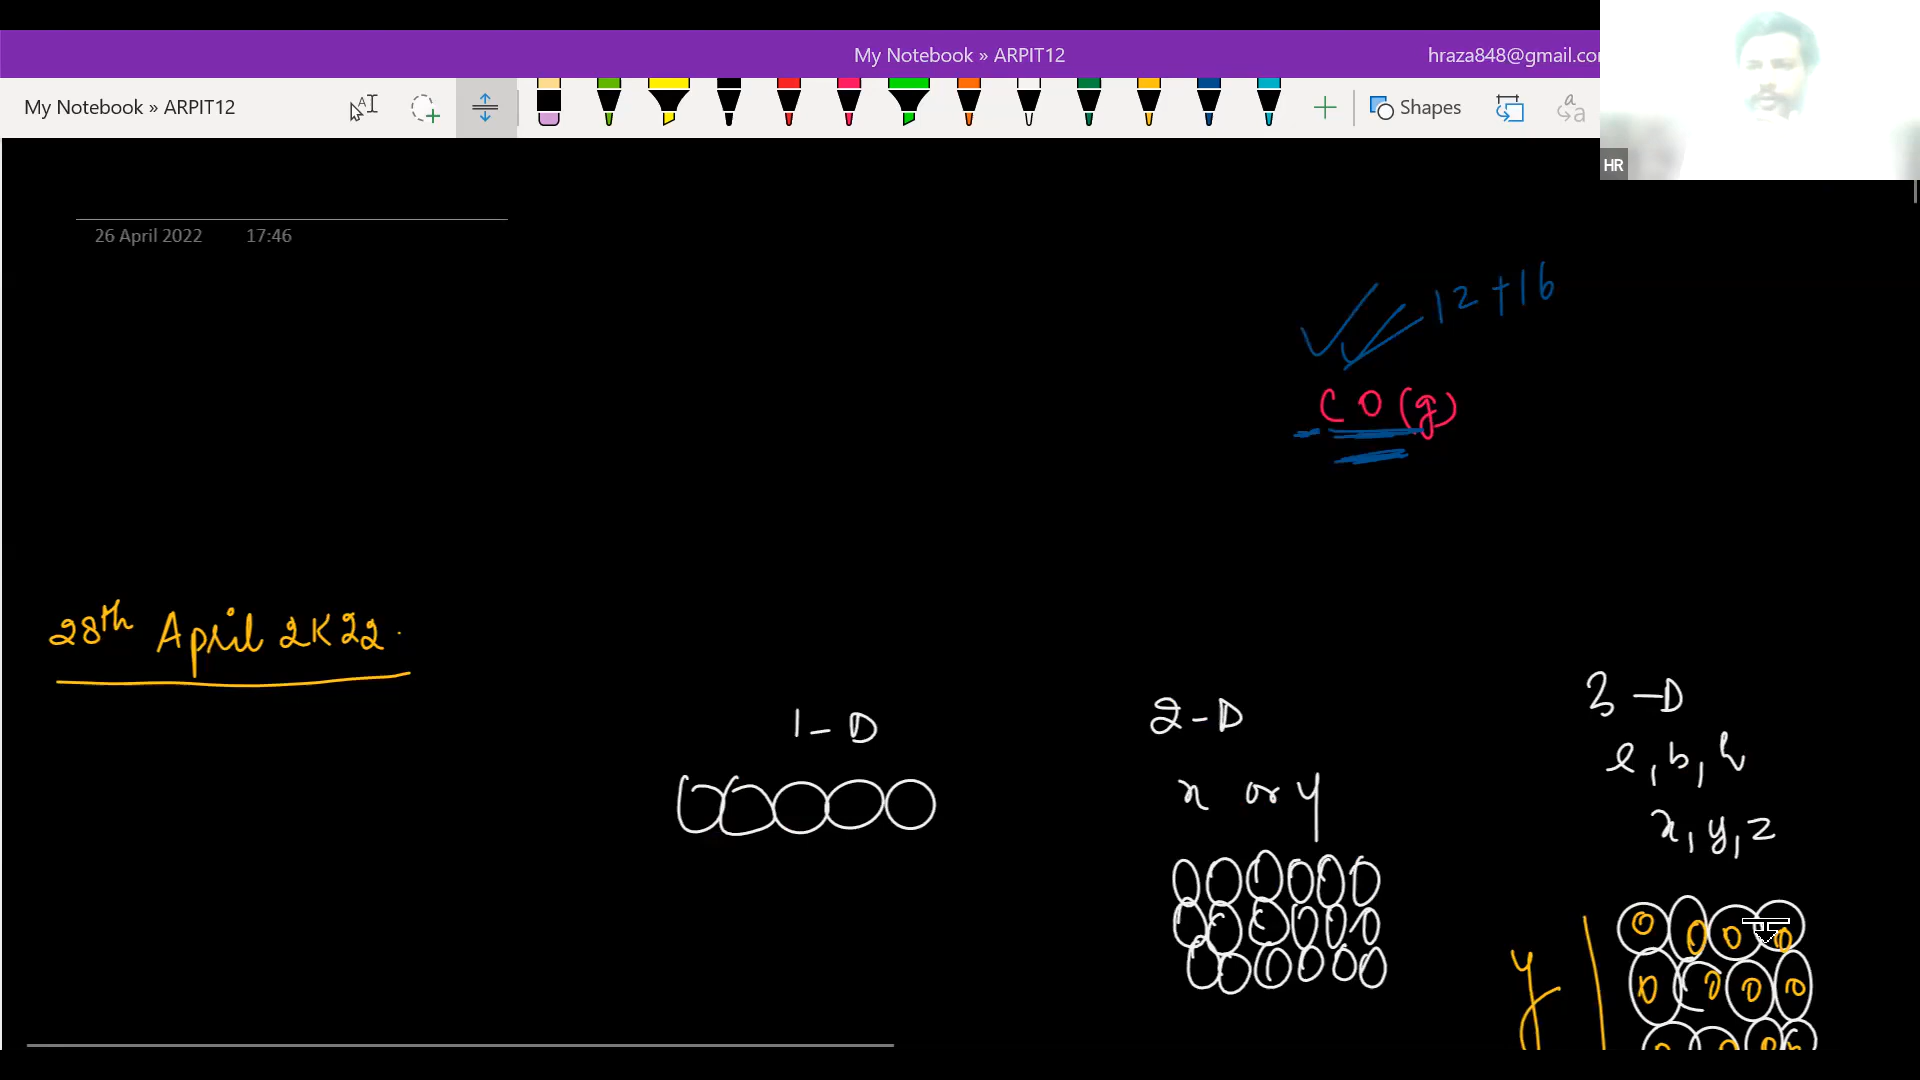 My Notebook » ARPIT12
hraza848@gmail.co
My Notebook » ARPIT12
Shapes
HR
26 April 2022 17:46
12+16
CO(g)
28th April 2K22.
1-D
2-D
3-D
x or y
l,b,h
x,y,z
y